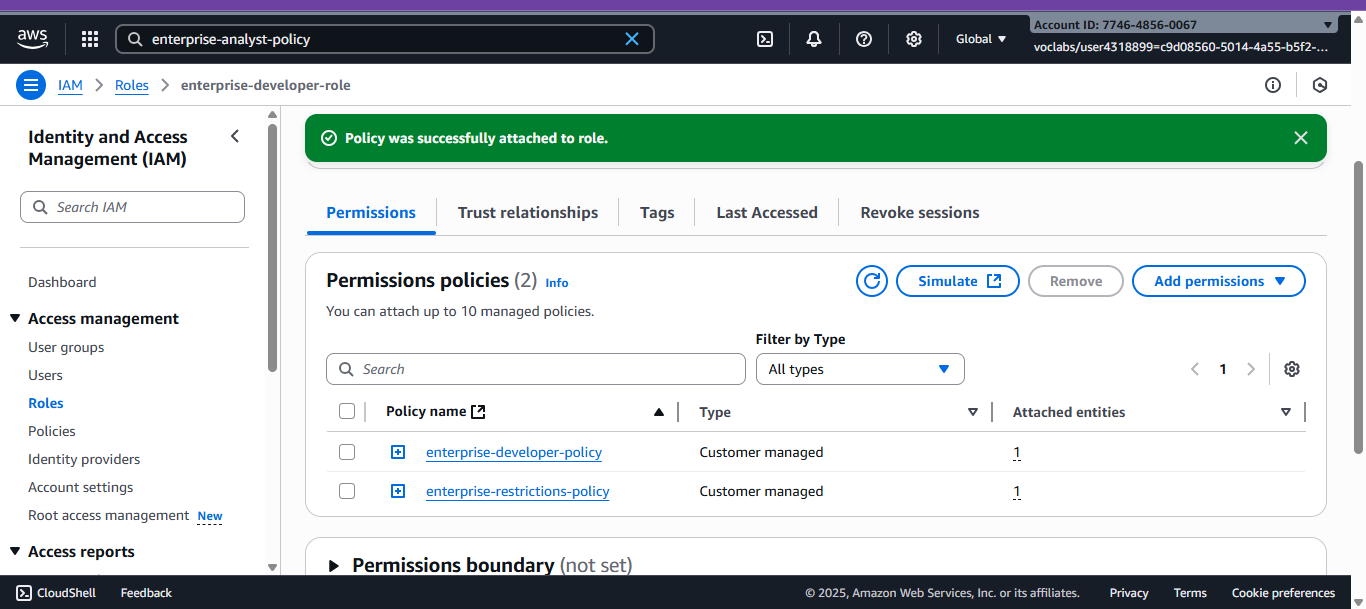 aws
enterprise-analyst-policy
Global
Account ID: 7746-4856-0067
voclabs/user4318899=c9d08560-5014-4a55-b5f2-...
IAM
Roles
enterprise-developer-role
Identity and Access
Management (IAM)
Search IAM
Dashboard
Access management
User groups
Users
Roles
Policies
Identity providers
Account settings
Root access management New
Access reports
Policy was successfully attached to role.
Permissions
Trust relationships
Tags
Last Accessed
Revoke sessions
Permissions policies (2) Info
Simulate
Remove
Add permissions
You can attach up to 10 managed policies.
Filter by Type
Search
All types
1
Policy name
Type
Attached entities
enterprise-developer-policy
Customer managed
1
enterprise-restrictions-policy
Customer managed
1
Permissions boundary (not set)
CloudShell
Feedback
© 2025, Amazon Web Services, Inc. or its affiliates.
Privacy
Terms
Cookie preferences